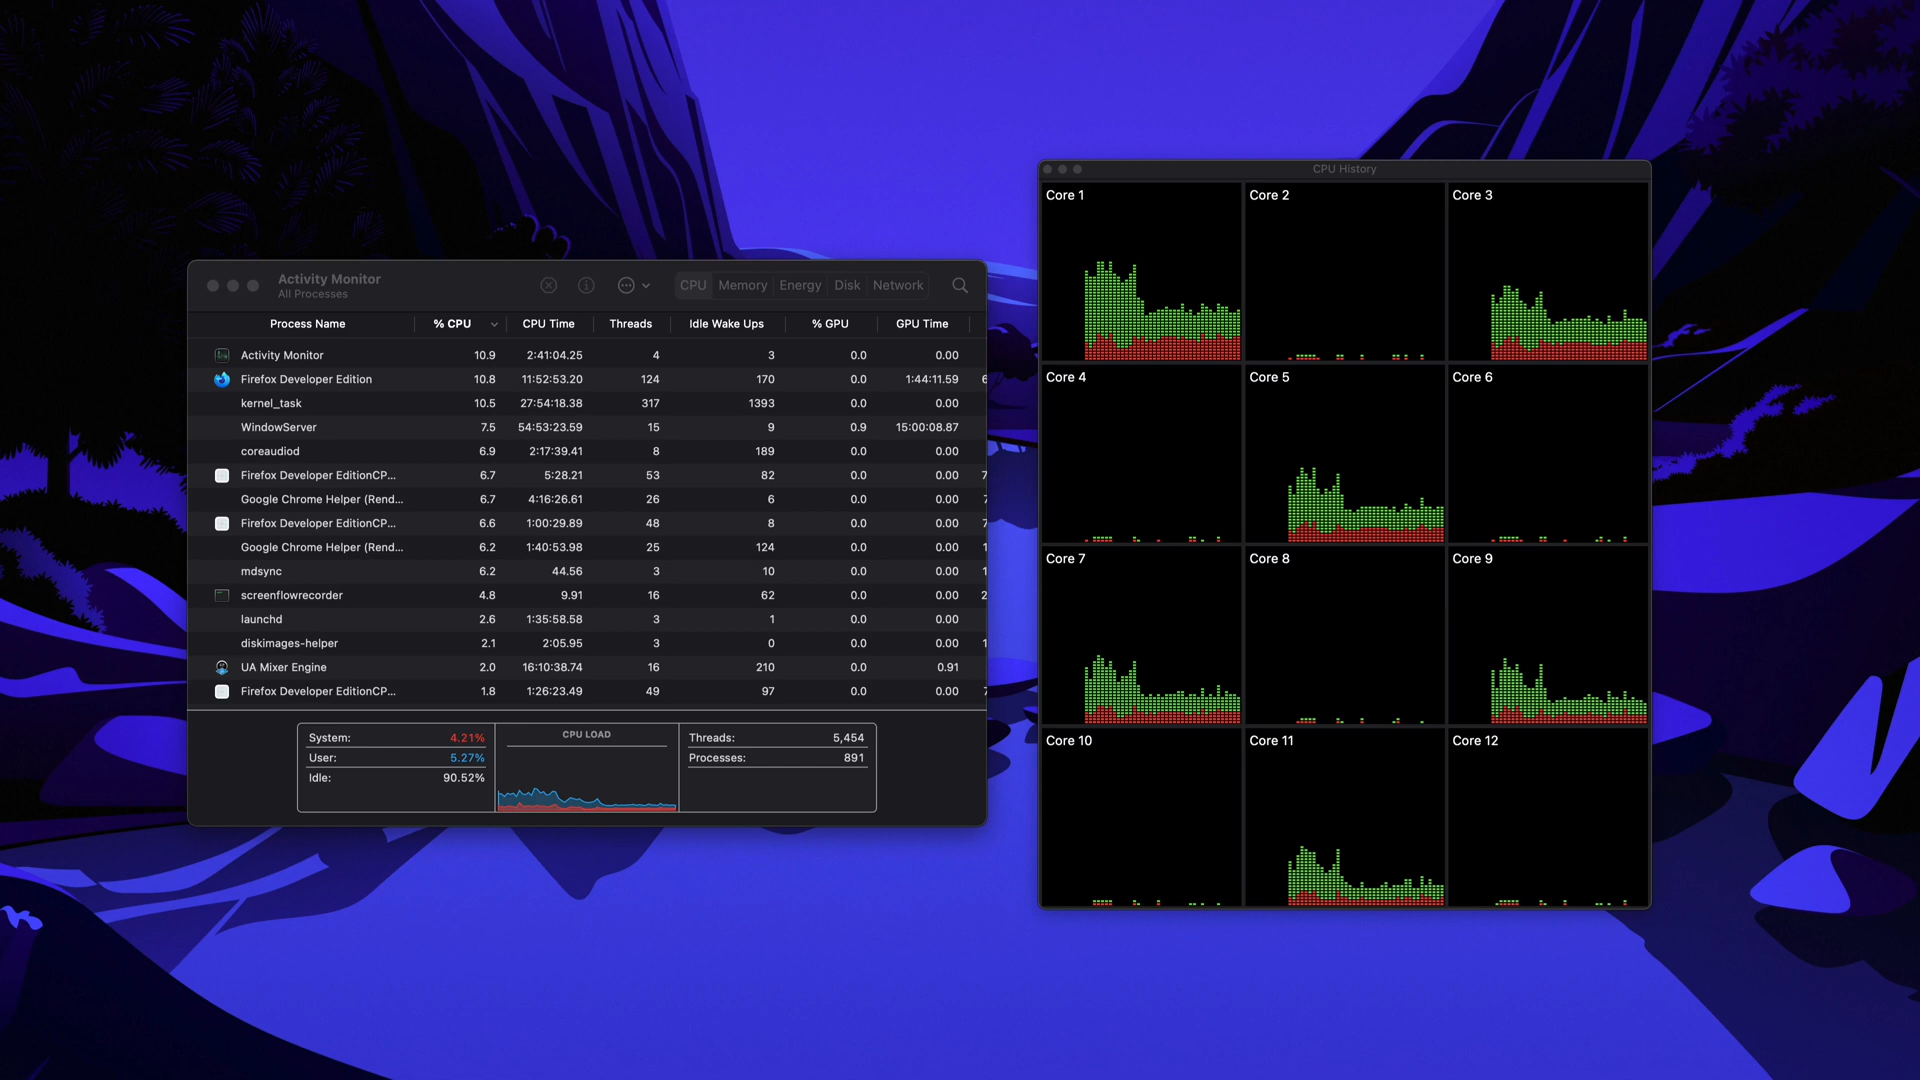 Activity Monitor
All Processes
CPU Memory Energy Disk Network
Process Name % CPU CPU Time Threads Idle Wake Ups % GPU GPU Time
Activity Monitor 10.9 2:41:04.25 4 3 0.0 0.00
Firefox Developer Edition 10.8 11:52:53.20 124 170 0.0 1:44:11.59 6
kernel_task 10.5 27:54:18.38 317 1393 0.0 0.00
WindowServer 7.5 54:53:23.59 15 9 0.9 15:00:08.87
coreaudiod 6.9 2:17:39.41 8 189 0.0 0.00
Firefox Developer EditionCP... 6.7 5:28.21 53 82 0.0 0.00 7
Google Chrome Helper (Rend... 6.7 4:16:26.61 26 6 0.0 0.00 7
Firefox Developer EditionCP... 6.6 1:00:29.89 48 8 0.0 0.00 7
Google Chrome Helper (Rend... 6.2 1:40:53.98 25 124 0.0 0.00 1
mdsync 6.2 44.56 3 10 0.0 0.00 1
screenflowrecorder 4.8 9.91 16 62 0.0 0.00 2
launchd 2.6 1:35:58.58 3 1 0.0 0.00
diskimages-helper 2.1 2:05.95 3 0 0.0 0.00 1
UA Mixer Engine 2.0 16:10:38.74 16 210 0.0 0.91
Firefox Developer EditionCP... 1.8 1:26:23.49 49 97 0.0 0.00 7
System: 4.21%
User: 5.27%
Idle: 90.52%
CPU LOAD
Threads: 5,454
Processes: 891
CPU History
Core 1 Core 2 Core 3
Core 4 Core 5 Core 6
Core 7 Core 8 Core 9
Core 10 Core 11 Core 12